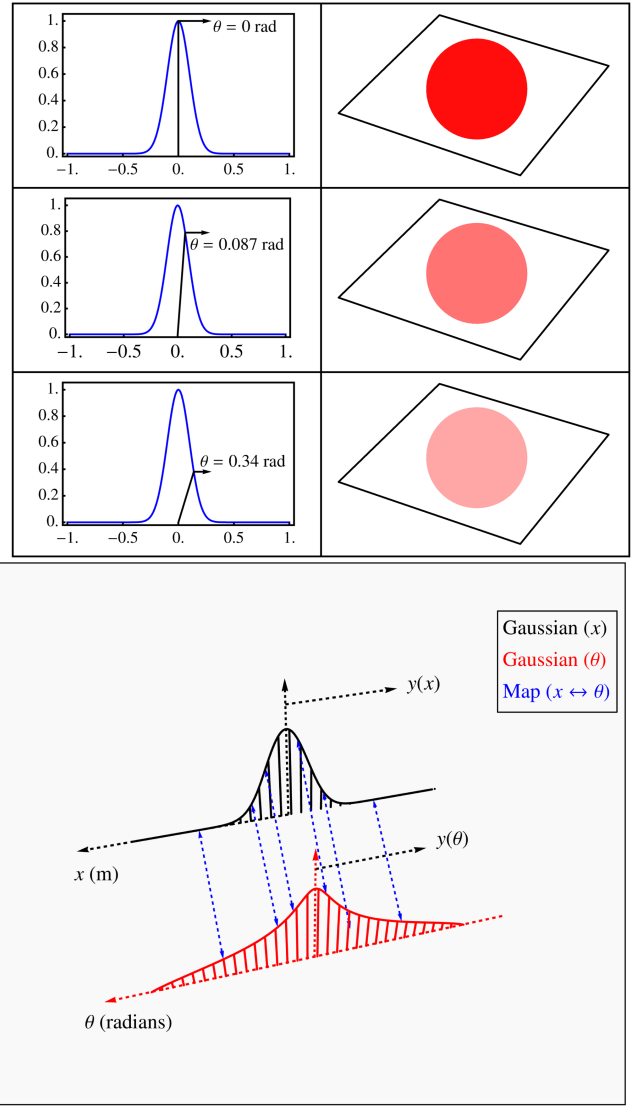 1.
θ = 0 rad
0.8
0.6
0.4
0.2
0.
−1. −0.5 0. 0.5 1.
1.
0.8
θ = 0.087 rad
0.6
0.4
0.2
0.
−1. −0.5 0. 0.5 1.
1.
0.8
0.6
θ = 0.34 rad
0.4
0.2
0.
−1. −0.5 0. 0.5 1.
Gaussian (x)
Gaussian (θ)
Map (x ↔ θ)
y(x)
y(θ)
x (m)
θ (radians)